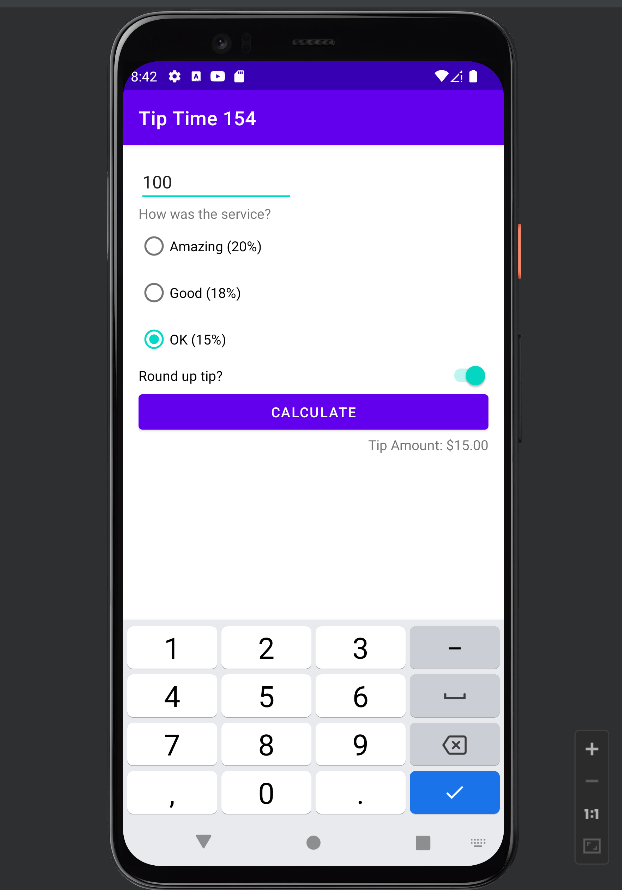 8:42
Tip Time 154
100
How was the service?
Amazing (20%)
Good (18%)
OK (15%)
Round up tip?
CALCULATE
Tip Amount: $15.00
1 2 3 –
4 5 6
7 8 9
, 0 .
1:1